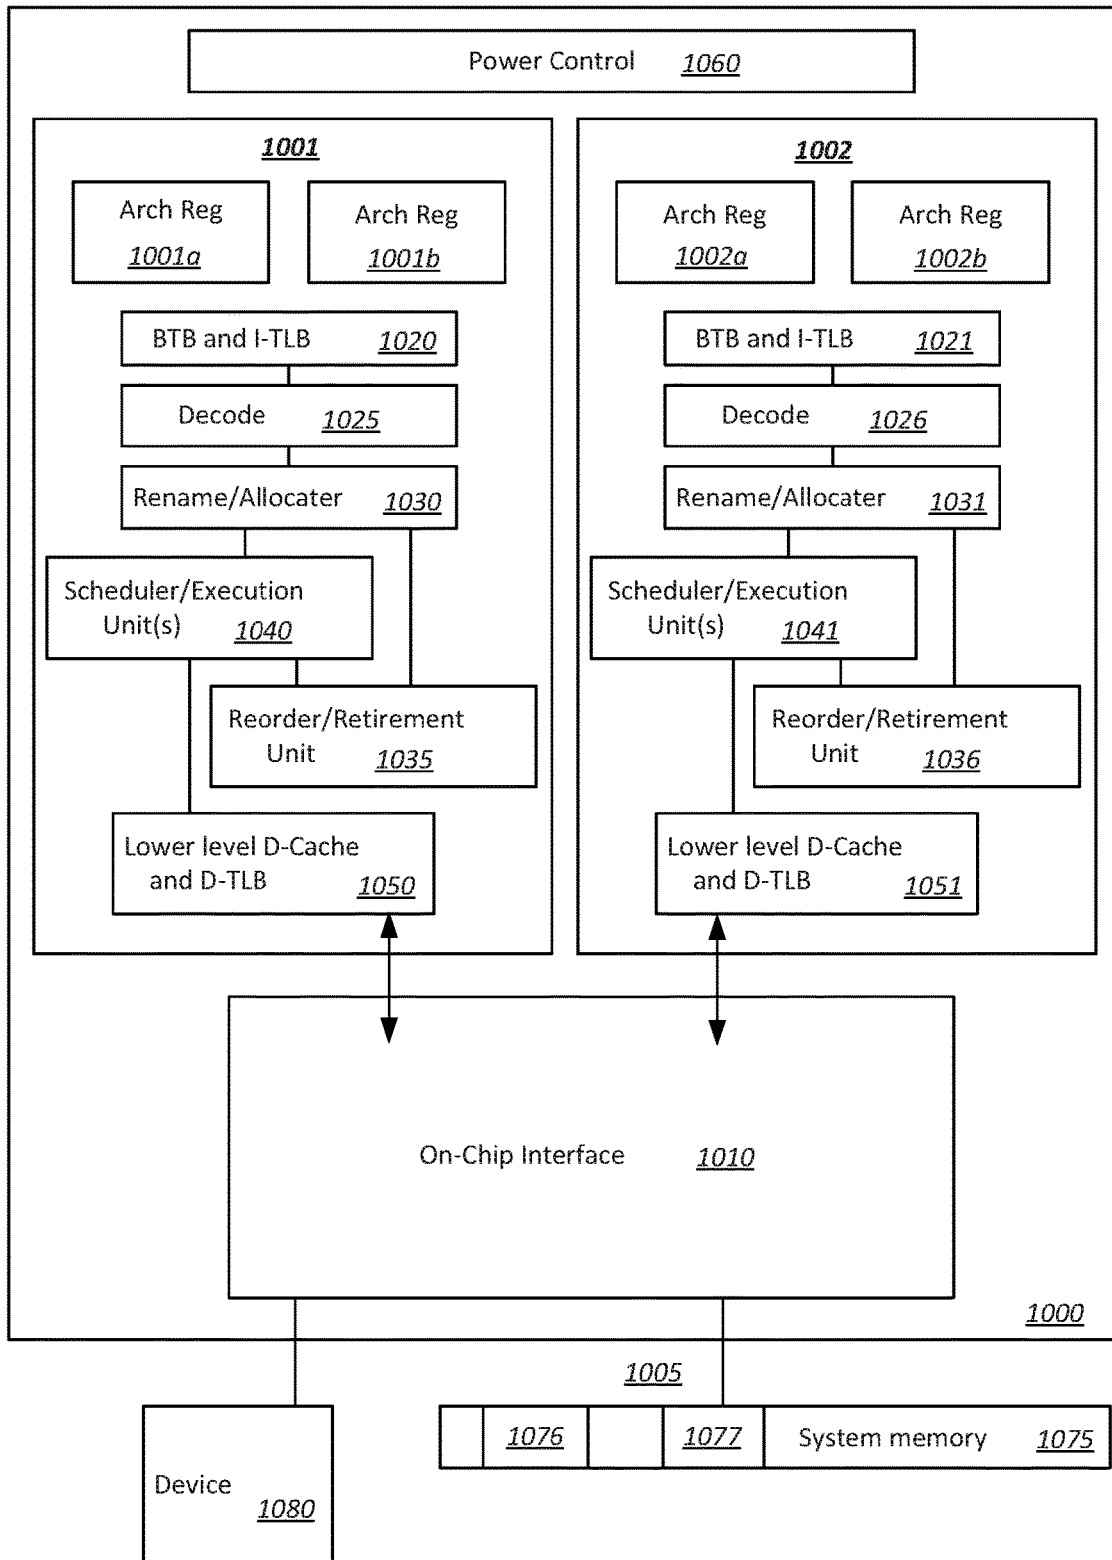 Power Control 1060
1001
Arch Reg
1001a
Arch Reg
1001b
BTB and I-TLB 1020
Decode 1025
Rename/Allocater 1030
Scheduler/Execution
Unit(s) 1040
Reorder/Retirement
Unit 1035
Lower level D-Cache
and D-TLB 1050
1002
Arch Reg
1002a
Arch Reg
1002b
BTB and I-TLB 1021
Decode 1026
Rename/Allocater 1031
Scheduler/Execution
Unit(s) 1041
Reorder/Retirement
Unit 1036
Lower level D-Cache
and D-TLB 1051
On-Chip Interface 1010
1000
1005
1076 1077 System memory 1075
Device 1080